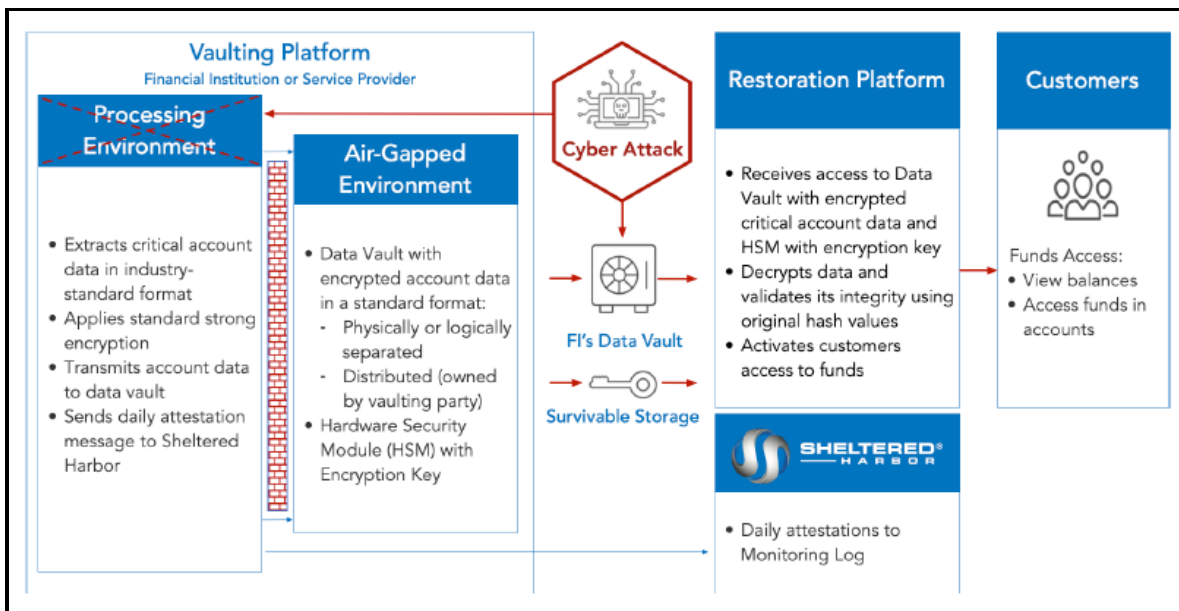 Vaulting Platform
Financial Institution or Service Provider
Processing
Environment
• Extracts critical account
data in industry-
standard format
• Applies standard strong
encryption
• Transmits account data
to data vault
• Sends daily attestation
message to Sheltered
Harbor
Air-Gapped
Environment
• Data Vault with
encrypted account data
in a standard format:
- Physically or logically
separated
- Distributed (owned
by vaulting party)
• Hardware Security
Module (HSM) with
Encryption Key
Cyber Attack
FI's Data Vault
Survivable Storage
Restoration Platform
• Receives access to Data
Vault with encrypted
critical account data and
HSM with encryption key
• Decrypts data and
validates its integrity using
original hash values
• Activates customers
access to funds
SHELTERED®
HARBOR
• Daily attestations to
Monitoring Log
Customers
Funds Access:
• View balances
• Access funds in
accounts